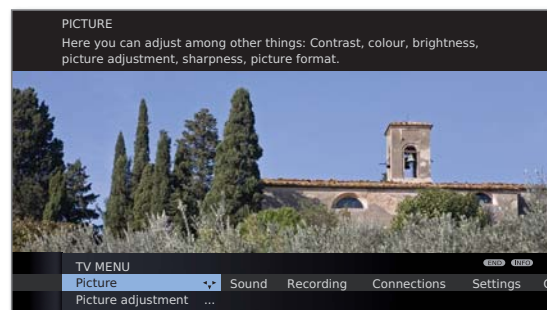 PICTURE
Here you can adjust among other things: Contrast, colour, brightness,
picture adjustment, sharpness, picture format.
TV MENU
END INFO
Picture Sound Recording Connections Settings
Picture adjustment ...